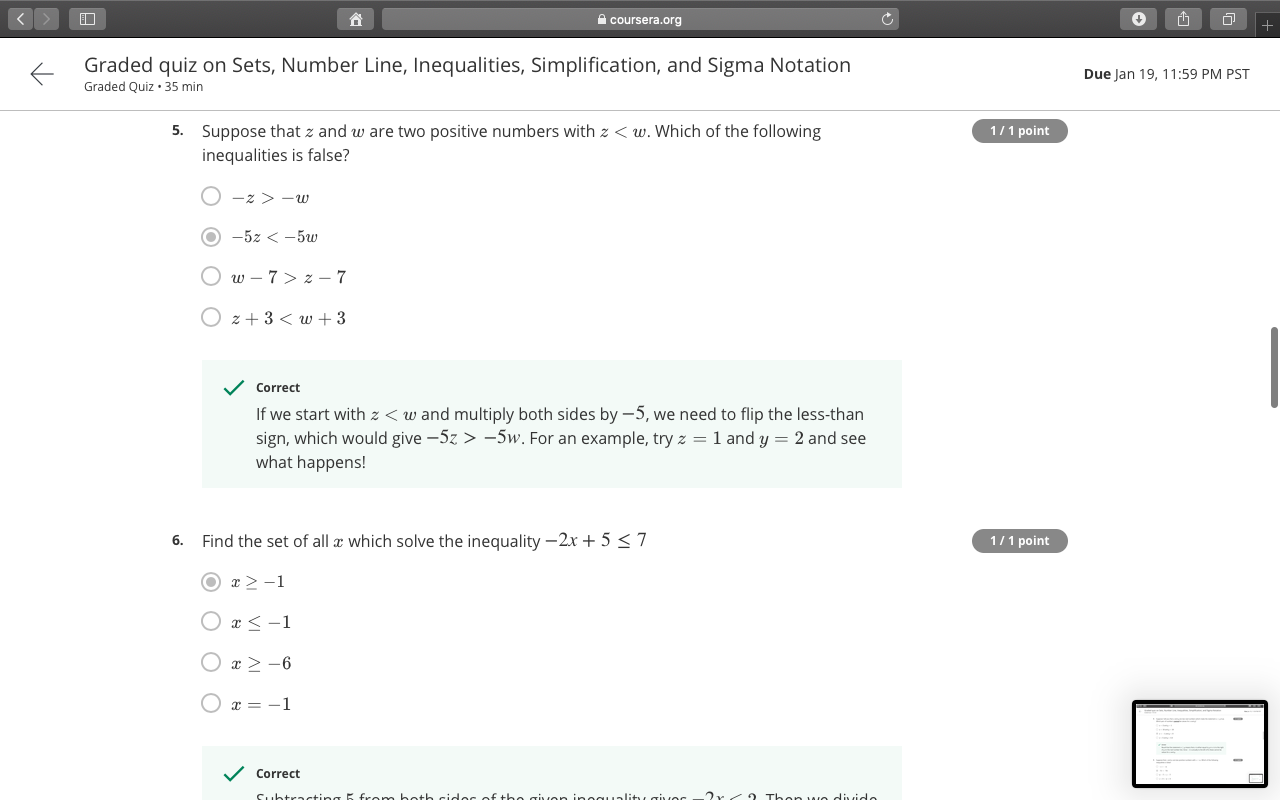 coursera.org
Graded quiz on Sets, Number Line, Inequalities, Simplification, and Sigma Notation
Graded Quiz • 35 min
Due Jan 19, 11:59 PM PST
5. Suppose that z and w are two positive numbers with z < w. Which of the following
inequalities is false?
1 / 1 point
−z > −w
−5z < −5w
w − 7 > z − 7
z + 3 < w + 3
Correct
If we start with z < w and multiply both sides by −5, we need to flip the less-than
sign, which would give −5z > −5w. For an example, try z = 1 and y = 2 and see
what happens!
6. Find the set of all x which solve the inequality −2x + 5 ≤ 7
1 / 1 point
x ≥ −1
x ≤ −1
x ≥ −6
x = −1
Correct
Subtracting 5 from both sides of the given inequality gives −2x ≤ 2. Then we divide